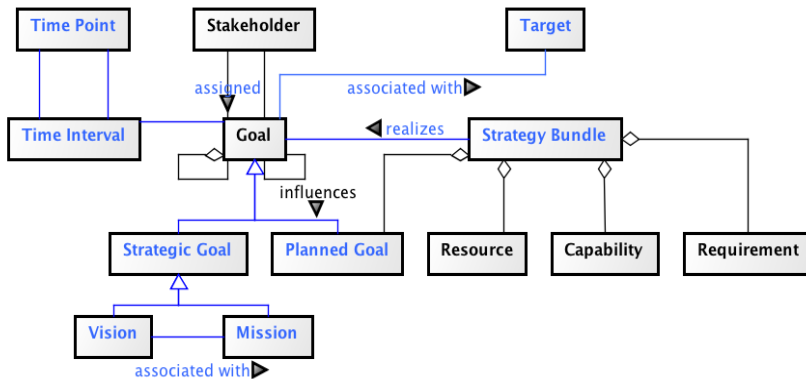 Time Point
Stakeholder
Target
assigned
associated with
Time Interval
Goal
realizes
Strategy Bundle
influences
Strategic Goal
Planned Goal
Resource
Capability
Requirement
Vision
Mission
associated with